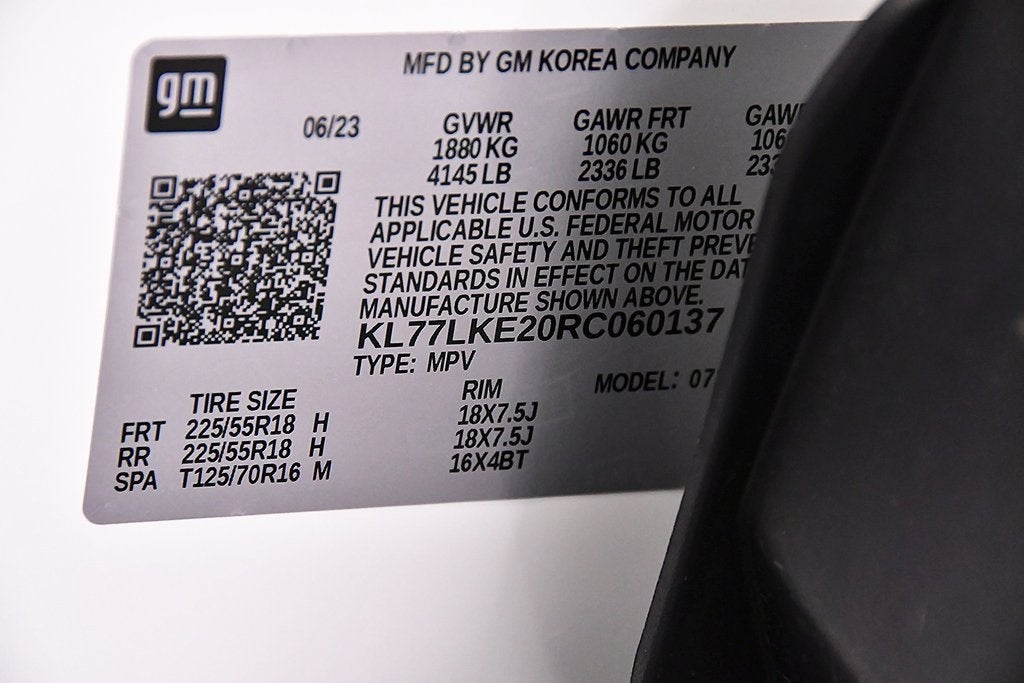 gm
MFD BY GM KOREA COMPANY
06/23 GVWR GAWR FRT
1880 KG 1060 KG
4145 LB 2336 LB
THIS VEHICLE CONFORMS TO ALL
APPLICABLE U.S. FEDERAL MOTOR
VEHICLE SAFETY AND THEFT
STANDARDS IN EFFECT ON THE
MANUFACTURE SHOWN ABOVE.
KL77LKE20RC060137
TYPE: MPV
TIRE SIZE RIM MODEL: 07
FRT 225/55R18 H 18X7.5J
RR 225/55R18 H 18X7.5J
SPA T125/70R16 M 16X4BT